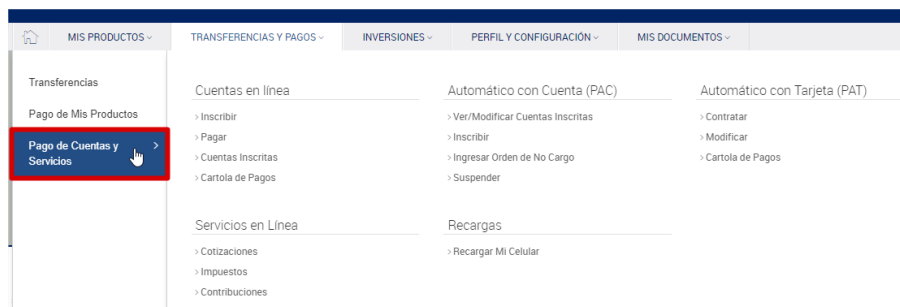 MIS PRODUCTOS
TRANSFERENCIAS Y PAGOS
INVERSIONES
PERFIL Y CONFIGURACIÓN
MIS DOCUMENTOS
Transferencias
Pago de Mis Productos
Pago de Cuentas y
Servicios
Cuentas en línea
> Inscribir
> Pagar
> Cuentas Inscritas
> Cartola de Pagos
Automático con Cuenta (PAC)
> Ver/Modificar Cuentas Inscritas
> Inscribir
> Ingresar Orden de No Cargo
> Suspender
Automático con Tarjeta (PAT)
> Contratar
> Modificar
> Cartola de Pagos
Servicios en Línea
> Cotizaciones
> Impuestos
> Contribuciones
Recargas
> Recargar Mi Celular